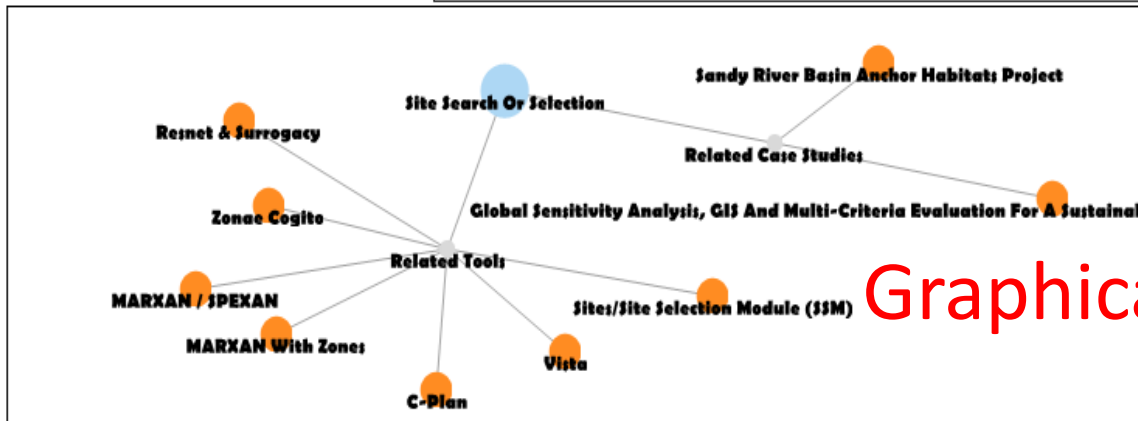 Sandy River Basin Anchor Habitats Project
Site Search Or Selection
Resnet & Surrogacy
Related Case Studies
Zonae Cogito
Global Sensitivity Analysis, GIS And Multi-Criteria Evaluation For A Sustainal
Related Tools
MARXAN / SPEXAN
Sites/Site Selection Module (SSM)
Graphica
MARXAN With Zones
Vista
C-Plan